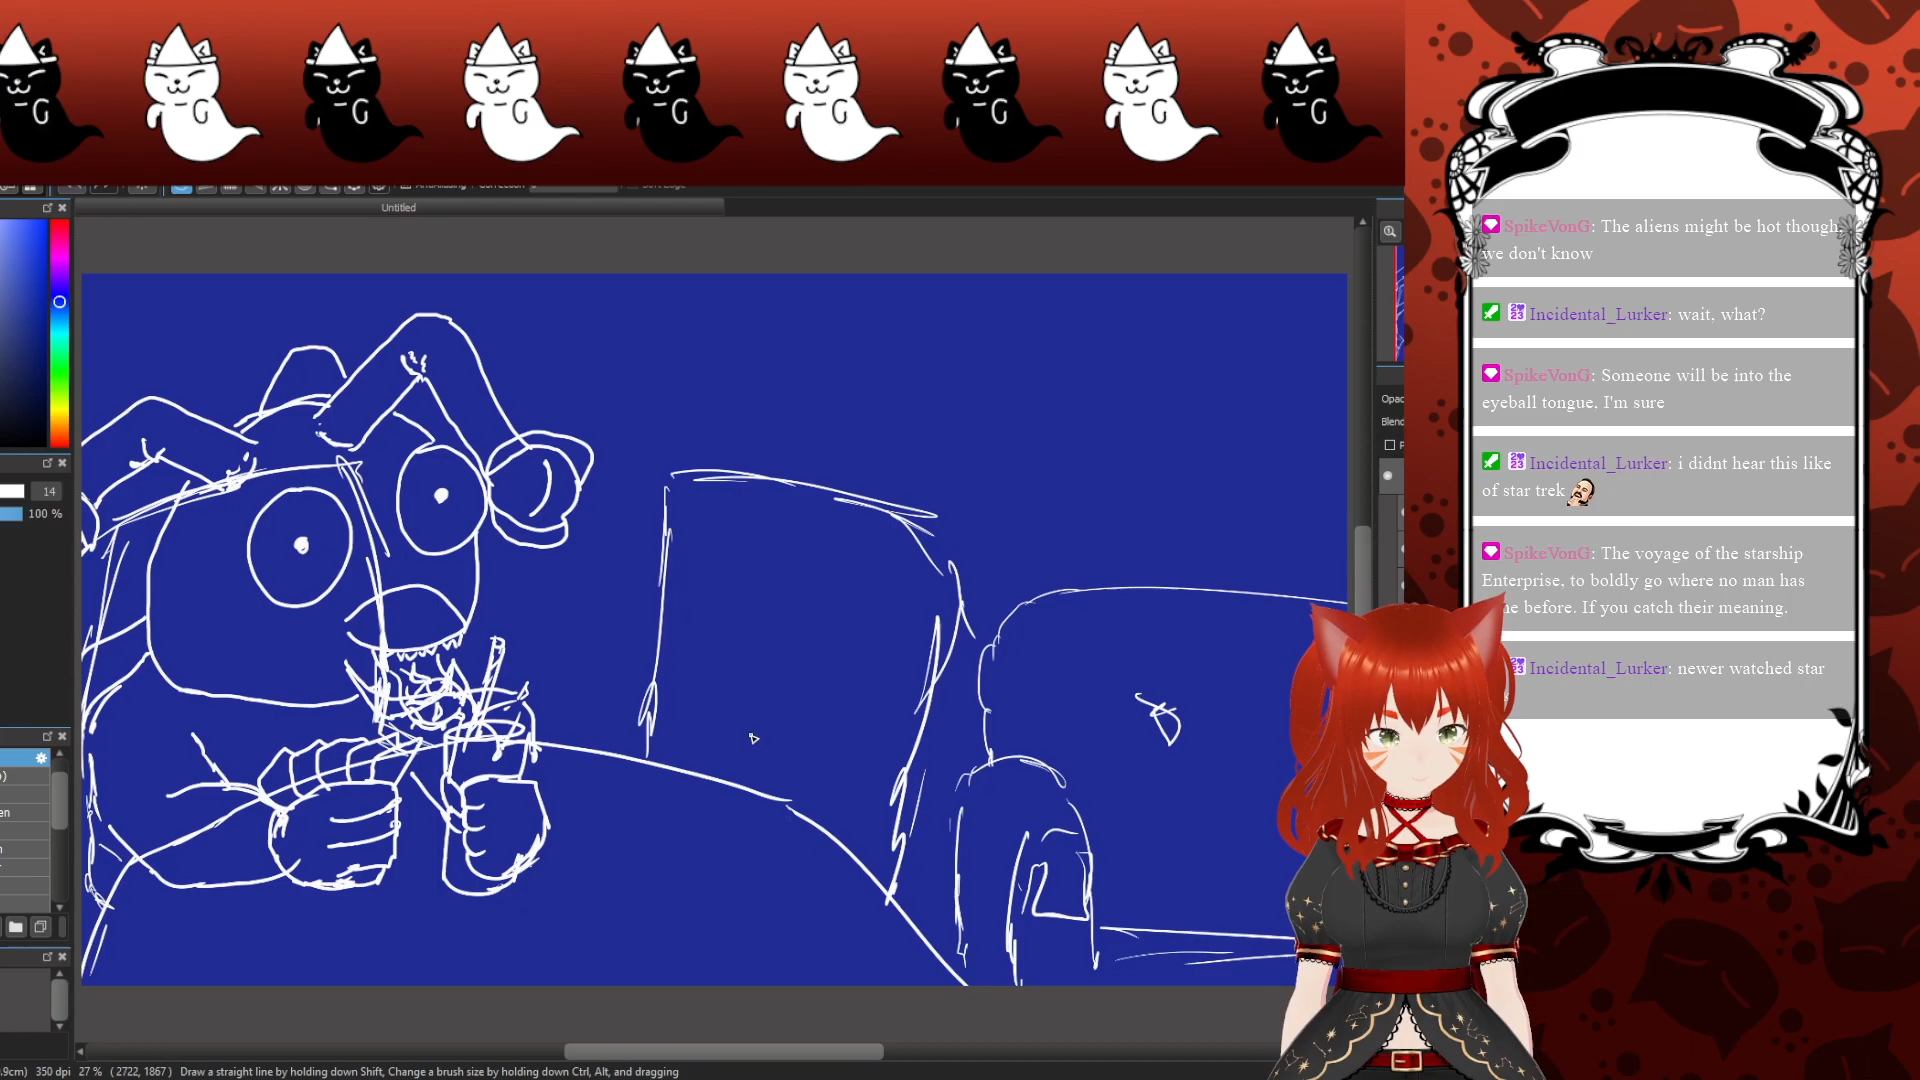 G G G G G G G G G
Untitled
SpikeVonG: The aliens might be hot though,
we don't know
Incidental_Lurker: wait, what?
SpikeVonG: Someone will be into the
eyeball tongue, I'm sure
Incidental_Lurker: i didnt hear this like
of star trek
SpikeVonG: The voyage of the starship
Enterprise, to boldly go where no man has
before. If you catch their meaning.
Incidental_Lurker: newer watched star
Opac
Blend
14
100 %
en
.9cm) 350 dpi 27 % ( 2722, 1867 ) Draw a straight line by holding down Shift, Change a brush size by holding down Ctrl, Alt, and dragging